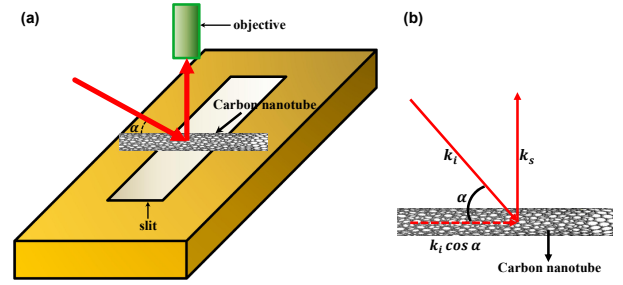 (a)
objective
Carbon nanotube
α
slit
(b)
k_i
k_s
α
k_i cos α
Carbon nanotube